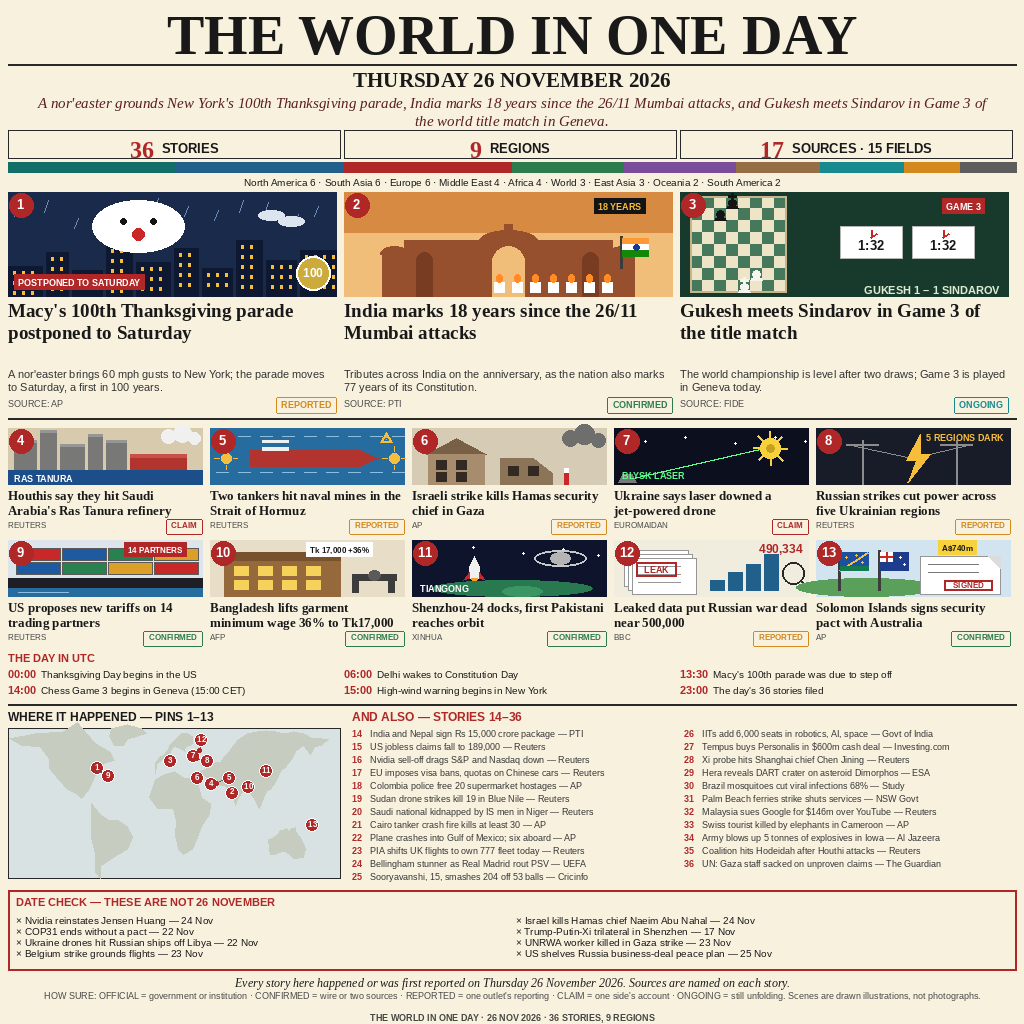 THE WORLD IN ONE DAY
THURSDAY 26 NOVEMBER 2026
A nor'easter grounds New York's 100th Thanksgiving parade, India marks 18 years since the 26/11 Mumbai attacks, and Gukesh meets Sindarov in Game 3 of
the world title match in Geneva.
36 STORIES
9 REGIONS
17 SOURCES · 15 FIELDS
North America 6 · South Asia 6 · Europe 6 · Middle East 4 · Africa 4 · World 3 · East Asia 3 · Oceania 2 · South America 2
1
POSTPONED TO SATURDAY
100
Macy's 100th Thanksgiving parade
postponed to Saturday
A nor'easter brings 60 mph gusts to New York; the parade moves
to Saturday, a first in 100 years.
SOURCE: AP
REPORTED
2
18 YEARS
India marks 18 years since the 26/11
Mumbai attacks
Tributes across India on the anniversary, as the nation also marks
77 years of its Constitution.
SOURCE: PTI
CONFIRMED
3
GAME 3
1:32
1:32
GUKESH 1 – 1 SINDAROV
Gukesh meets Sindarov in Game 3 of
the title match
The world championship is level after two draws; Game 3 is played
in Geneva today.
SOURCE: FIDE
ONGOING
4
RAS TANURA
Houthis say they hit Saudi
Arabia's Ras Tanura refinery
REUTERS
CLAIM
5
Two tankers hit naval mines in the
Strait of Hormuz
REUTERS
REPORTED
6
Israeli strike kills Hamas security
chief in Gaza
AP
REPORTED
7
BLYSK LASER
Ukraine says laser downed a
jet-powered drone
EUROMAIDAN
CLAIM
8
5 REGIONS DARK
Russian strikes cut power across
five Ukrainian regions
REUTERS
REPORTED
9
14 PARTNERS
US proposes new tariffs on 14
trading partners
REUTERS
CONFIRMED
10
Tk 17,000 +36%
Bangladesh lifts garment
minimum wage 36% to Tk17,000
AFP
CONFIRMED
11
TIANGONG
Shenzhou-24 docks, first Pakistani
reaches orbit
XINHUA
CONFIRMED
12
LEAK
490,334
Leaked data put Russian war dead
near 500,000
BBC
REPORTED
13
A$740m
SIGNED
Solomon Islands signs security
pact with Australia
AP
CONFIRMED
THE DAY IN UTC
00:00 Thanksgiving Day begins in the US
06:00 Delhi wakes to Constitution Day
13:30 Macy's 100th parade was due to step off
14:00 Chess Game 3 begins in Geneva (15:00 CET)
15:00 High-wind warning begins in New York
23:00 The day's 36 stories filed
WHERE IT HAPPENED — PINS 1–13
1
9
3
12
7
8
6
4
5
2
10
11
13
AND ALSO — STORIES 14–36
14 India and Nepal sign Rs 15,000 crore package — PTI
15 US jobless claims fall to 189,000 — Reuters
16 Nvidia sell-off drags S&P and Nasdaq down — Reuters
17 EU imposes visa bans, quotas on Chinese cars — Reuters
18 Colombia police free 20 supermarket hostages — AP
19 Sudan drone strikes kill 19 in Blue Nile — Reuters
20 Saudi national kidnapped by IS men in Niger — Reuters
21 Cairo tanker crash fire kills at least 30 — AP
22 Plane crashes into Gulf of Mexico; six aboard — AP
23 PIA shifts UK flights to own 777 fleet today — Reuters
24 Bellingham stunner as Real Madrid rout PSV — UEFA
25 Sooryavanshi, 15, smashes 204 off 53 balls — Cricinfo
26 IITs add 6,000 seats in robotics, AI, space — Govt of India
27 Tempus buys Personalis in $600m cash deal — Investing.com
28 Xi probe hits Shanghai chief Chen Jining — Reuters
29 Hera reveals DART crater on asteroid Dimorphos — ESA
30 Brazil mosquitoes cut viral infections 68% — Study
31 Palm Beach ferries strike shuts services — NSW Govt
32 Malaysia sues Google for $146m over YouTube — Reuters
33 Swiss tourist killed by elephants in Cameroon — AP
34 Army blows up 5 tonnes of explosives in Iowa — Al Jazeera
35 Coalition hits Hodeidah after Houthi attacks — Reuters
36 UN: Gaza staff sacked on unproven claims — The Guardian
DATE CHECK — THESE ARE NOT 26 NOVEMBER
× Nvidia reinstates Jensen Huang — 24 Nov
× COP31 ends without a pact — 22 Nov
× Ukraine drones hit Russian ships off Libya — 22 Nov
× Belgium strike grounds flights — 23 Nov
× Israel kills Hamas chief Naeim Abu Nahal — 24 Nov
× Trump-Putin-Xi trilateral in Shenzhen — 17 Nov
× UNRWA worker killed in Gaza strike — 23 Nov
× US shelves Russia business-deal peace plan — 25 Nov
Every story here happened or was first reported on Thursday 26 November 2026. Sources are named on each story.
HOW SURE: OFFICIAL = government or institution · CONFIRMED = wire or two sources · REPORTED = one outlet's reporting · CLAIM = one side's account · ONGOING = still unfolding. Scenes are drawn illustrations, not photographs.
THE WORLD IN ONE DAY · 26 NOV 2026 · 36 STORIES, 9 REGIONS